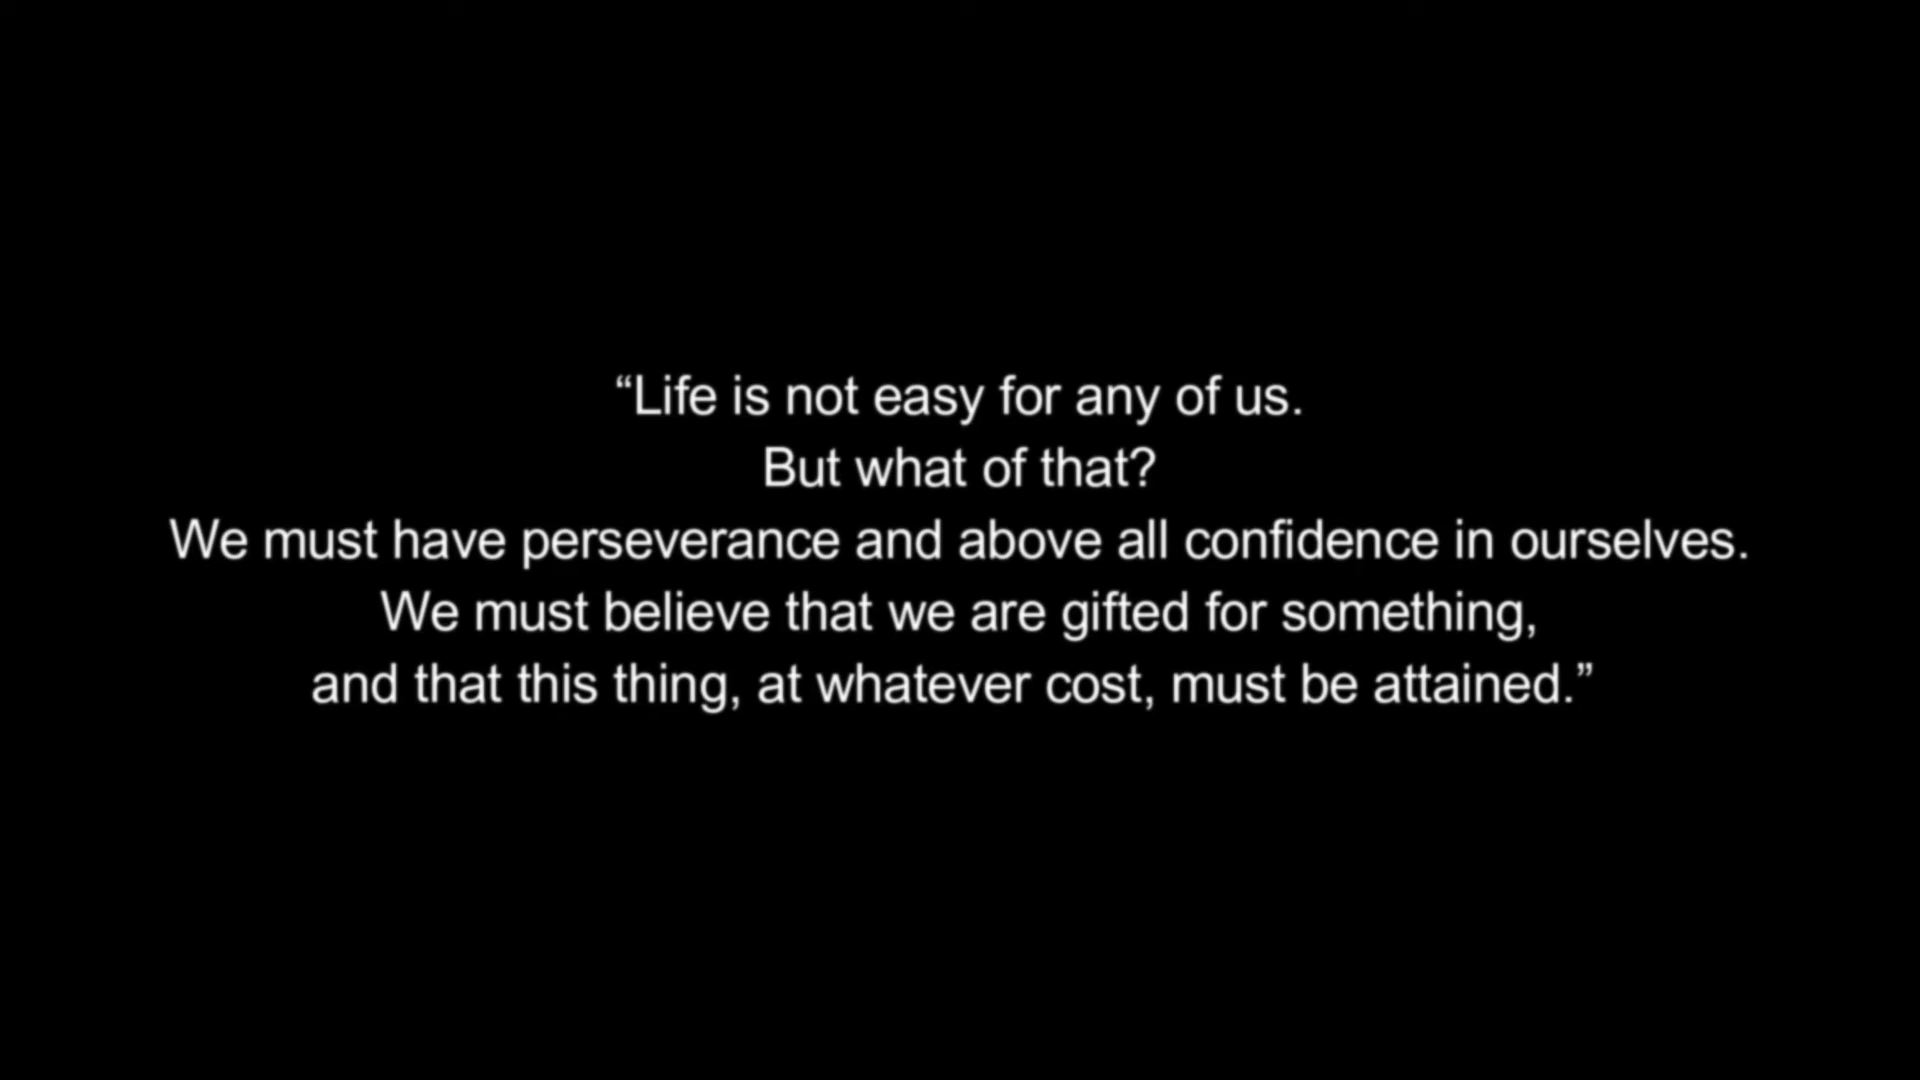 “Life is not easy for any of us.
But what of that?
We must have perseverance and above all confidence in ourselves.
We must believe that we are gifted for something,
and that this thing, at whatever cost, must be attained.”